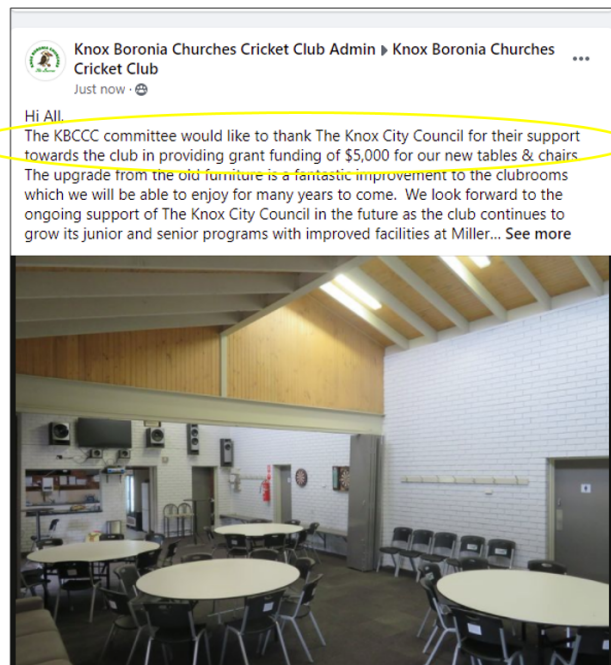 Knox Boronia Churches Cricket Club Admin ▸ Knox Boronia Churches
Cricket Club
Just now ·
Hi All,
The KBCCC committee would like to thank The Knox City Council for their support
towards the club in providing grant funding of $5,000 for our new tables & chairs
The upgrade from the old furniture is a fantastic improvement to the clubrooms
which we will be able to enjoy for many years to come.  We look forward to the
ongoing support of The Knox City Council in the future as the club continues to
grow its junior and senior programs with improved facilities at Miller... See more